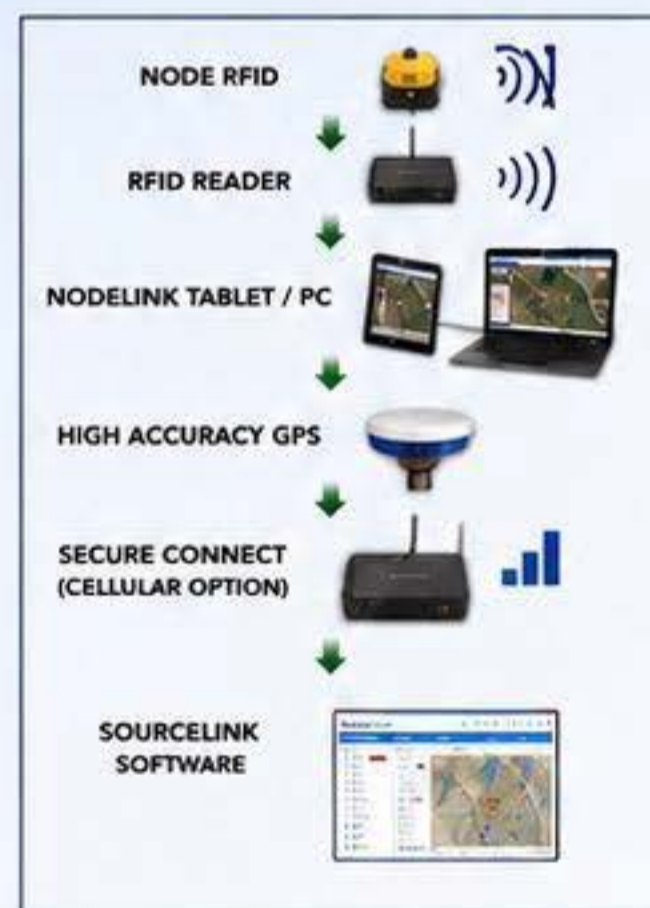 NODE RFID
RFID READER
NODELINK TABLET / PC
HIGH ACCURACY GPS
SECURE CONNECT
(CELLULAR OPTION)
SOURCELINK
SOFTWARE